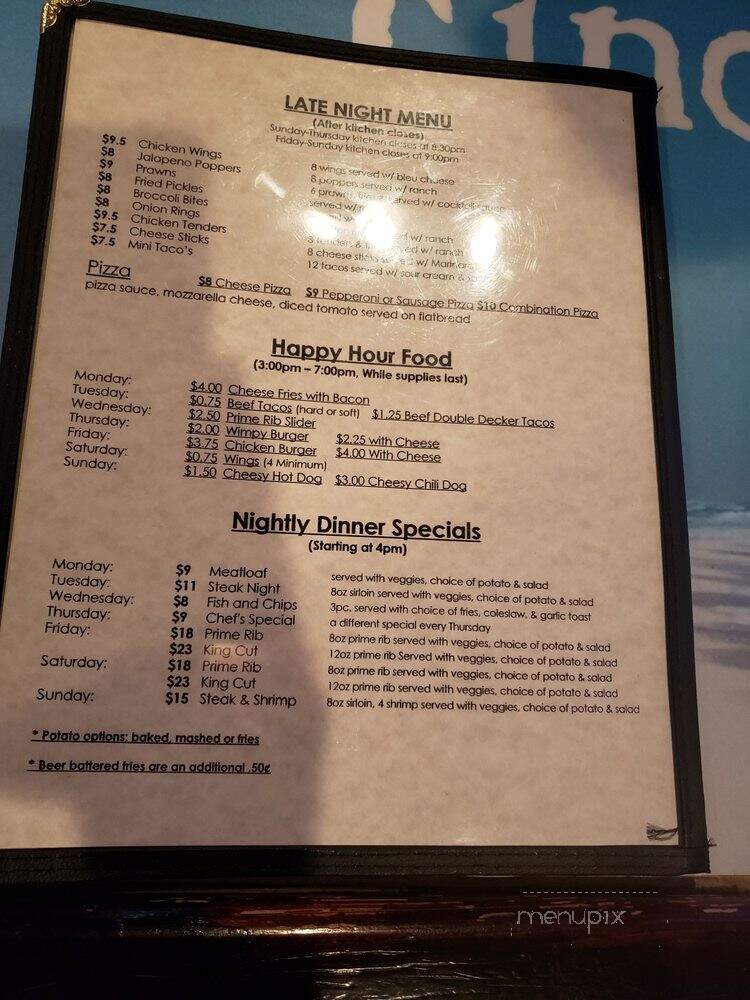 LATE NIGHT MENU
(After kitchen closes)
Sunday-Thursday kitchen closes at 8:30pm
Friday-Sunday kitchen closes at 9:00pm
$9.5 Chicken Wings 8 wings served w/ bleu cheese
$8 Jalapeno Poppers 8 poppers served w/ ranch
$9 Prawns 6 prawns, served w/ cocktail
$8 Fried Pickles served w/
$8 Broccoli Bites
$8 Onion Rings w/ ranch
$9.5 Chicken Tenders 3 tenders & w/ ranch
$7.5 Cheese Sticks 8 cheese sticks w/ Marinara
$7.5 Mini Taco's 12 tacos served w/ sour cream &
Pizza $8 Cheese Pizza $9 Pepperoni or Sausage Pizza $10 Combination Pizza
pizza sauce, mozzarella cheese, diced tomato served on flatbread
Happy Hour Food
(3:00pm – 7:00pm, While supplies last)
Monday: $4.00 Cheese Fries with Bacon
Tuesday: $0.75 Beef Tacos (hard or soft) $1.25 Beef Double Decker Tacos
Wednesday: $2.50 Prime Rib Slider
Thursday: $2.00 Wimpy Burger $2.25 with Cheese
Friday: $3.75 Chicken Burger $4.00 With Cheese
Saturday: $0.75 Wings (4 Minimum)
Sunday: $1.50 Cheesy Hot Dog $3.00 Cheesy Chili Dog
Nightly Dinner Specials
(Starting at 4pm)
Monday: $9 Meatloaf served with veggies, choice of potato & salad
Tuesday: $11 Steak Night 8oz sirloin served with veggies, choice of potato & salad
Wednesday: $8 Fish and Chips 3pc. served with choice of fries, coleslaw, & garlic toast
Thursday: $9 Chef's Special a different special every Thursday
Friday: $18 Prime Rib 8oz prime rib served with veggies, choice of potato & salad
$23 King Cut 12oz prime rib Served with veggies, choice of potato & salad
Saturday: $18 Prime Rib 8oz prime rib served with veggies, choice of potato & salad
$23 King Cut 12oz prime rib served with veggies, choice of potato & salad
Sunday: $15 Steak & Shrimp 8oz sirloin, 4 shrimp served with veggies, choice of potato & salad
* Potato options: baked, mashed or fries
* Beer battered fries are an additional .50¢
menupix